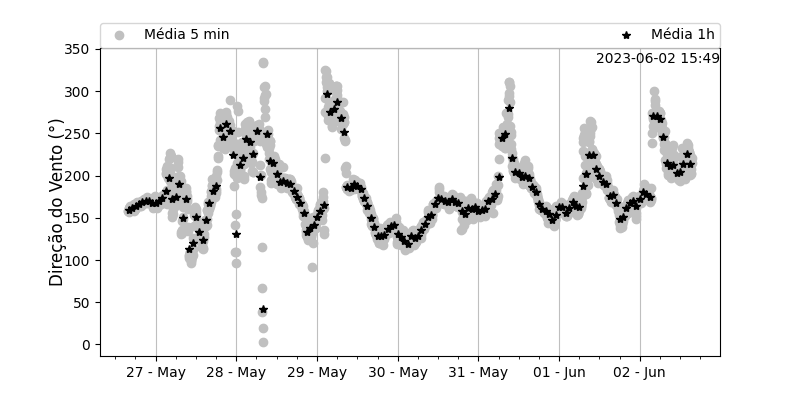 Média 5 min
Média 1h
2023-06-02 15:49
Direção do Vento (°)
350
300
250
200
150
100
50
0
27 - May
28 - May
29 - May
30 - May
31 - May
01 - Jun
02 - Jun